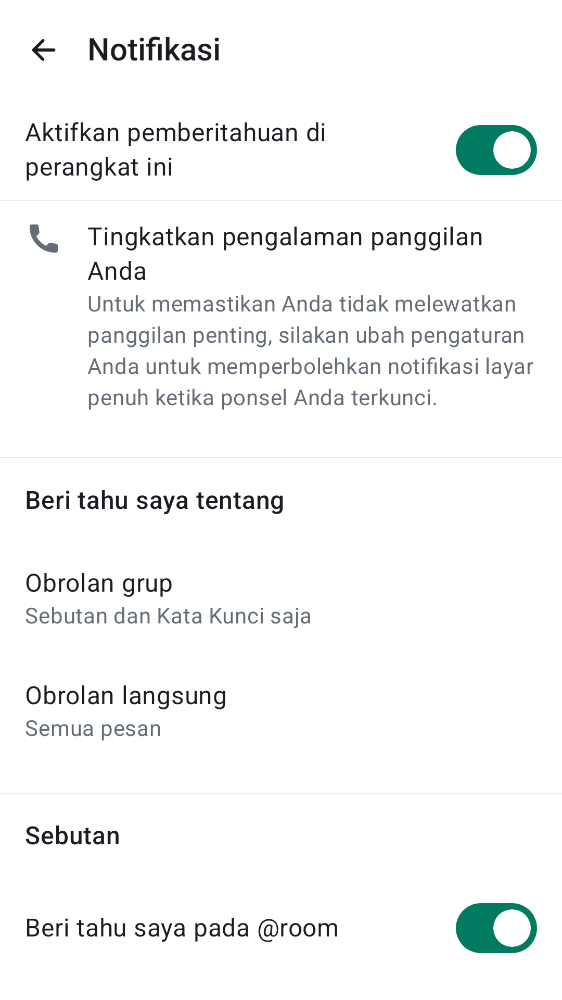 Notifikasi
Aktifkan pemberitahuan di
perangkat ini
Tingkatkan pengalaman panggilan
Anda
Untuk memastikan Anda tidak melewatkan
panggilan penting, silakan ubah pengaturan
Anda untuk memperbolehkan notifikasi layar
penuh ketika ponsel Anda terkunci.
Beri tahu saya tentang
Obrolan grup
Sebutan dan Kata Kunci saja
Obrolan langsung
Semua pesan
Sebutan
Beri tahu saya pada @room